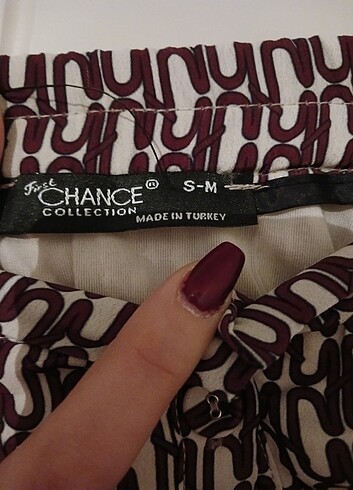 First
CHANCE ® S-M
COLLECTION
MADE IN TURKEY